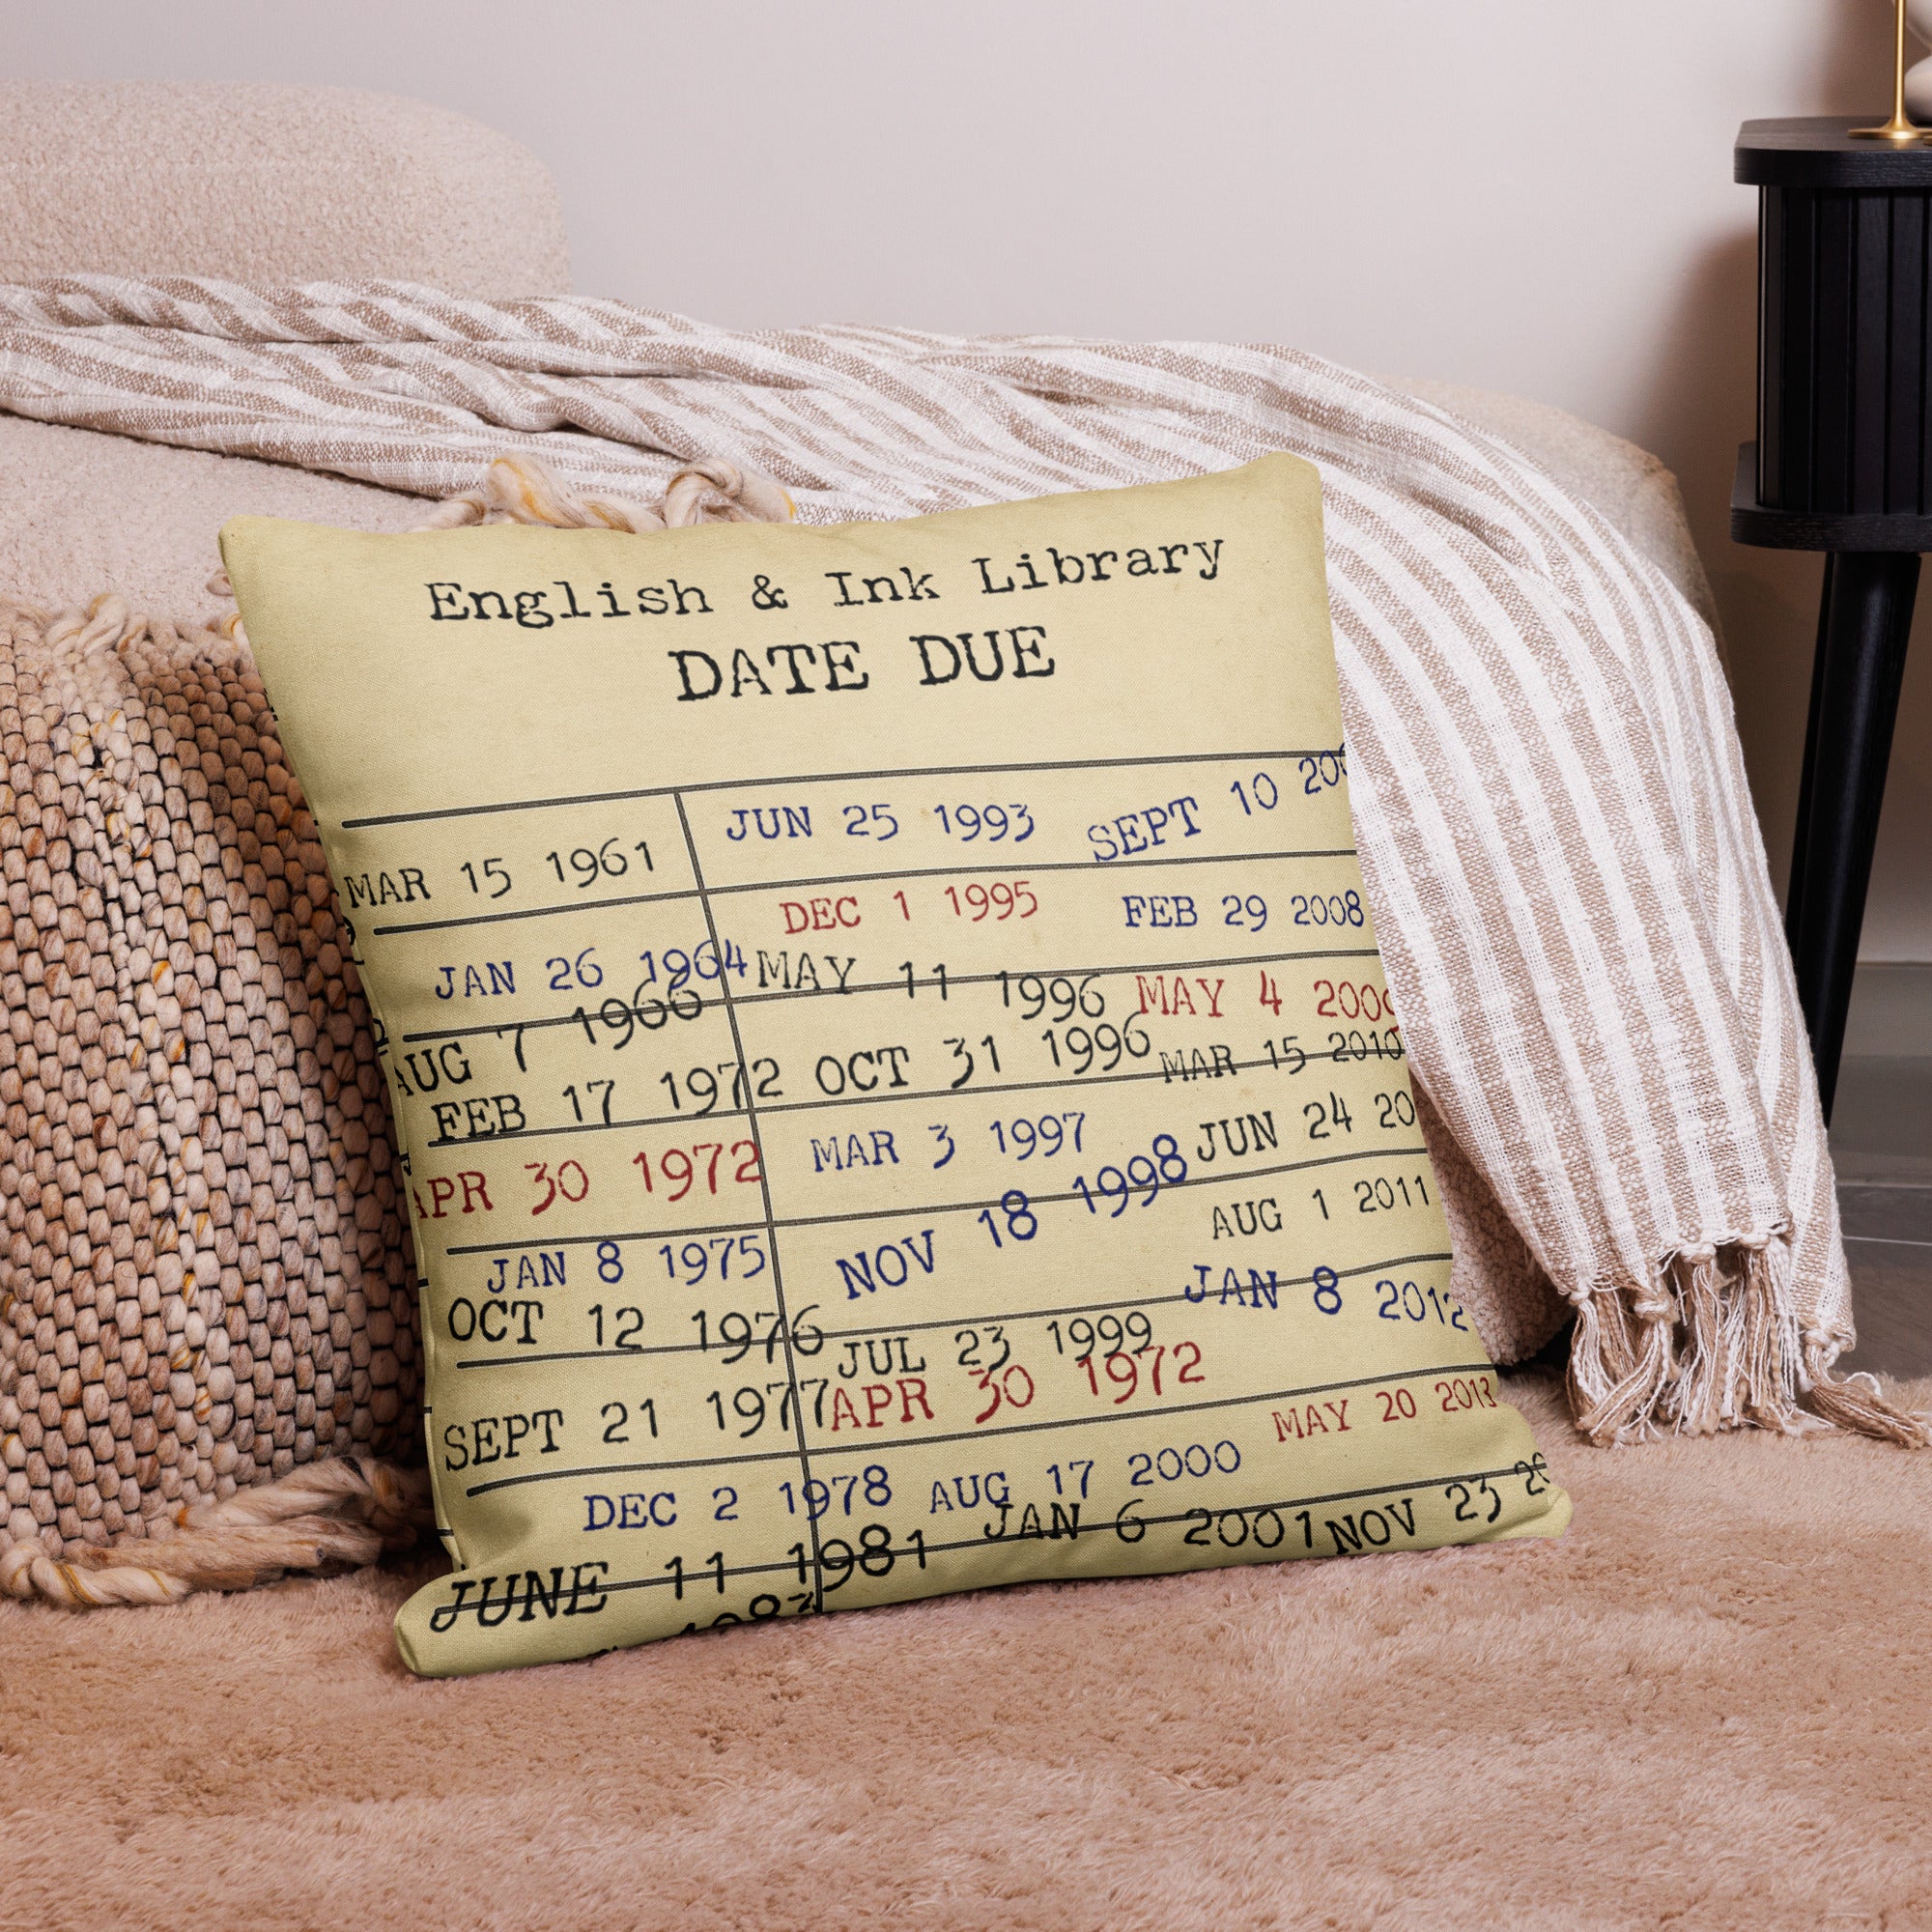 English & Ink Library
DATE DUE
MAR 15 1961
JAN 26 1964
AUG 7 1966
FEB 17 1972
APR 30 1972
JAN 8 1975
OCT 12 1976
SEPT 21 1977
DEC 2 1978
JUNE 11 1981
JUN 25 1993
DEC 1 1995
MAY 11 1996
OCT 31 1996
MAR 3 1997
NOV 18 1998
JUL 23 1999
APR 30 1972
AUG 17 2000
JAN 6 2001
SEPT 10
FEB 29 2008
MAY 4
MAR 15 2010
JUN 24
AUG 1 2011
JAN 8 2012
MAY 20 2013
NOV 23